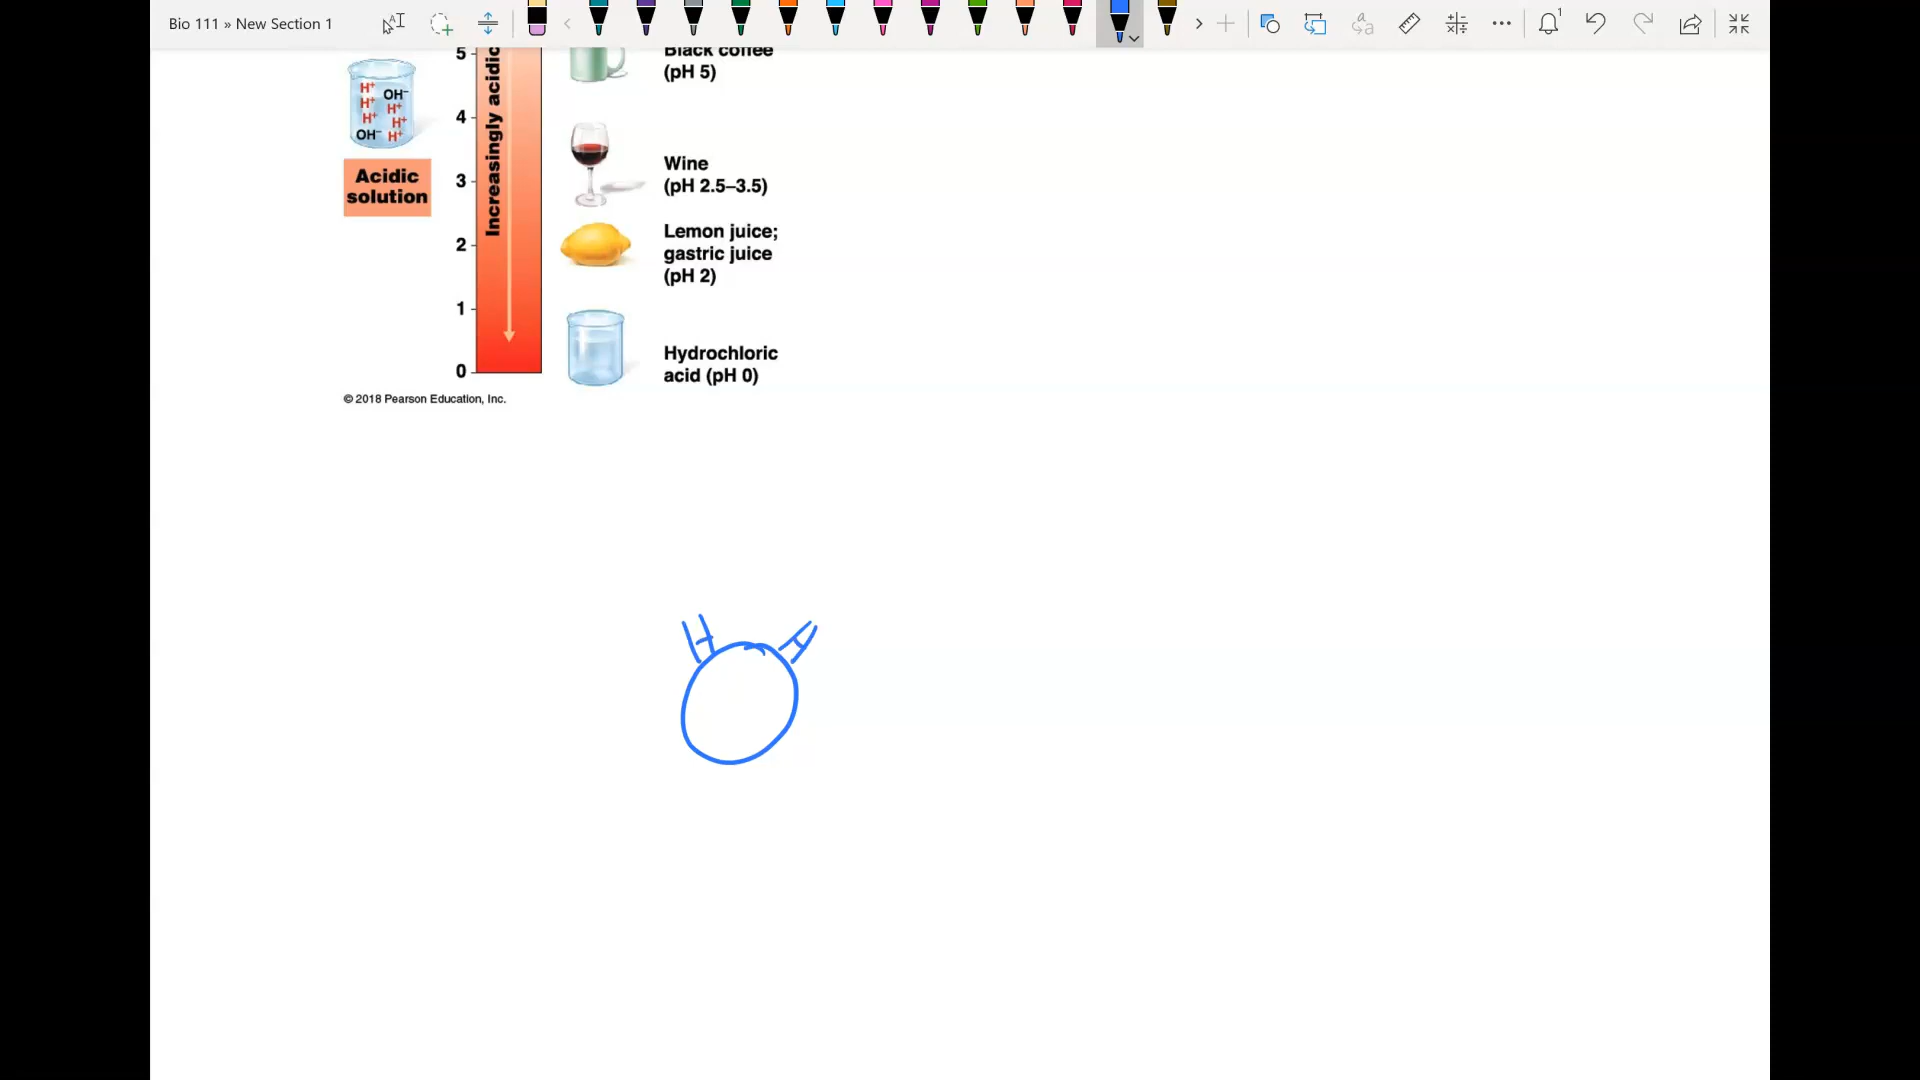 Bio 111 » New Section 1
5
Black coffee
(pH 5)
H⁺
OH⁻
H⁺
H⁺
H⁺
H⁺
OH⁻
H⁺
Acidic
solution
Increasingly acidic
4
3
2
1
0
Wine
(pH 2.5–3.5)
Lemon juice;
gastric juice
(pH 2)
Hydrochloric
acid (pH 0)
© 2018 Pearson Education, Inc.
H H